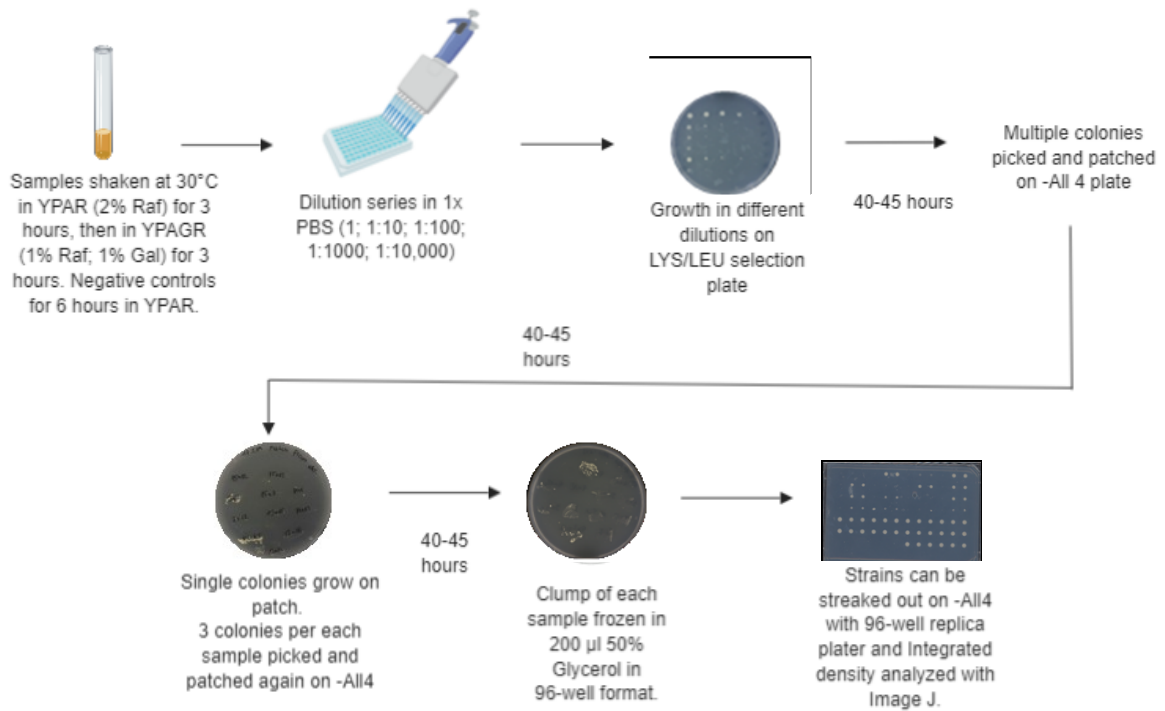 Samples shaken at 30°C
in YPAR (2% Raf) for 3
hours, then in YPAGR
(1% Raf; 1% Gal) for 3
hours. Negative controls
for 6 hours in YPAR.
Dilution series in 1x
PBS (1; 1:10; 1:100;
1:1000; 1:10,000)
Growth in different
dilutions on
LYS/LEU selection
plate
40-45 hours
Multiple colonies
picked and patched
on -All 4 plate
40-45
hours
Single colonies grow on
patch.
3 colonies per each
sample picked and
patched again on -All4
40-45
hours
Clump of each
sample frozen in
200 µl 50%
Glycerol in
96-well format.
Strains can be
streaked out on -All4
with 96-well replica
plater and Integrated
density analyzed with
Image J.